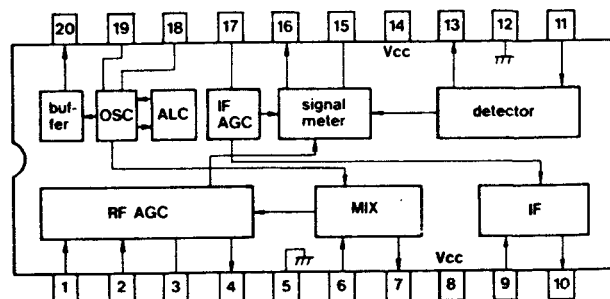 20 19 18 17 16 15 14 13 12 11
Vcc
buf-
fer
OSC
ALC
IF
AGC
signal
meter
detector
RF AGC
MIX
IF
Vcc
1 2 3 4 5 6 7 8 9 10